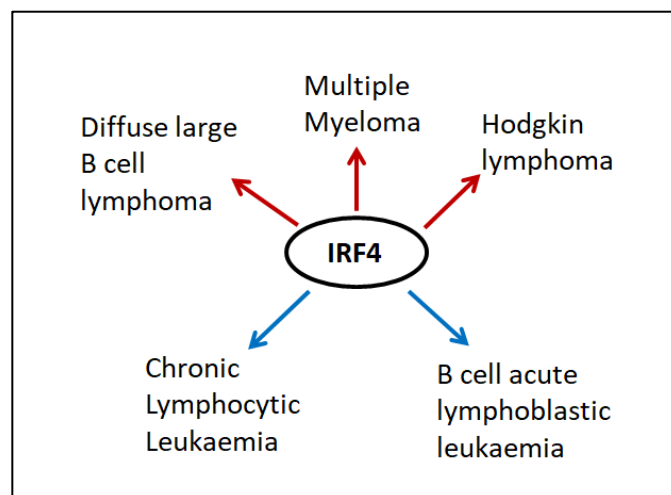 Multiple
Myeloma
Diffuse large
B cell
lymphoma
Hodgkin
lymphoma
IRF4
Chronic
Lymphocytic
Leukaemia
B cell acute
lymphoblastic
leukaemia